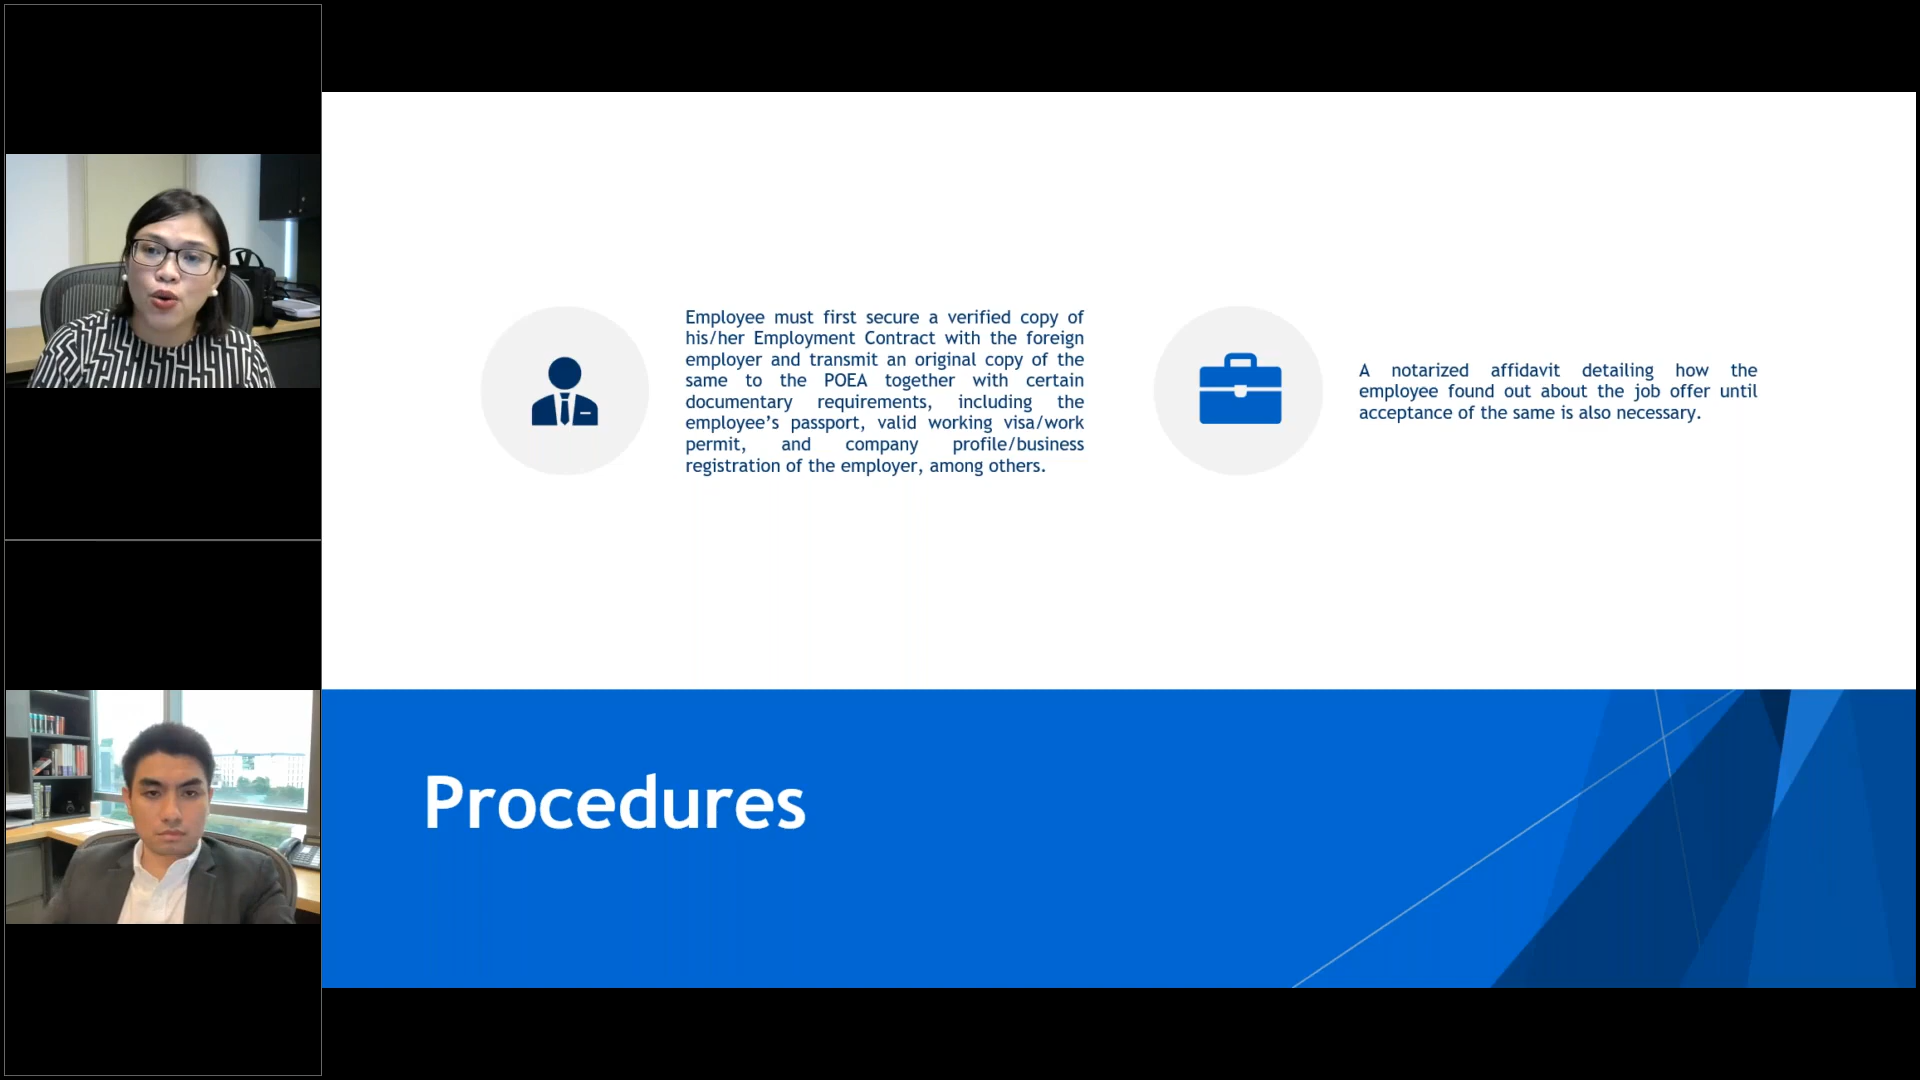 Employee must first secure a verified copy of
his/her Employment Contract with the foreign
employer and transmit an original copy of the
same to the POEA together with certain
documentary requirements, including the
employee’s passport, valid working visa/work
permit, and company profile/business
registration of the employer, among others.
A notarized affidavit detailing how the
employee found out about the job offer until
acceptance of the same is also necessary.
Procedures